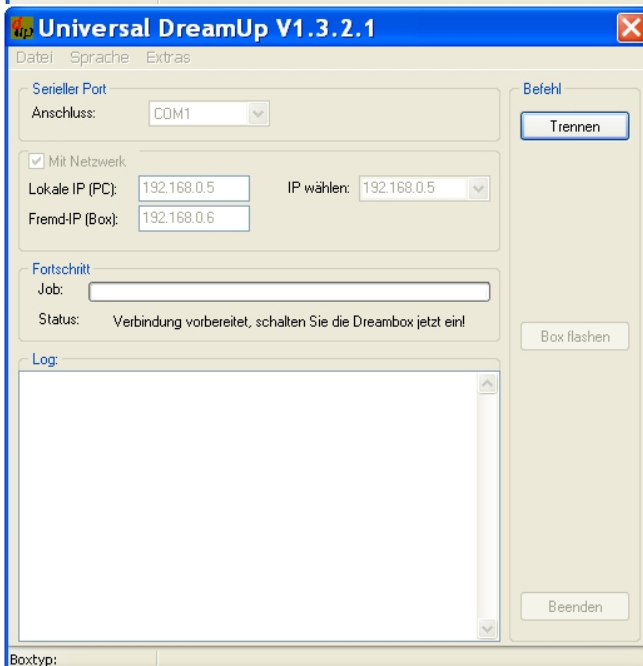 up Universal DreamUp V1.3.2.1
Datei Sprache Extras
Serieller Port
Anschluss: COM1
Mit Netzwerk
Lokale IP (PC): 192.168.0.5 IP wählen: 192.168.0.5
Fremd-IP (Box): 192.168.0.6
Fortschritt
Job:
Status: Verbindung vorbereitet, schalten Sie die Dreambox jetzt ein!
Log:
Befehl
Trennen
Box flashen
Beenden
Boxtyp: